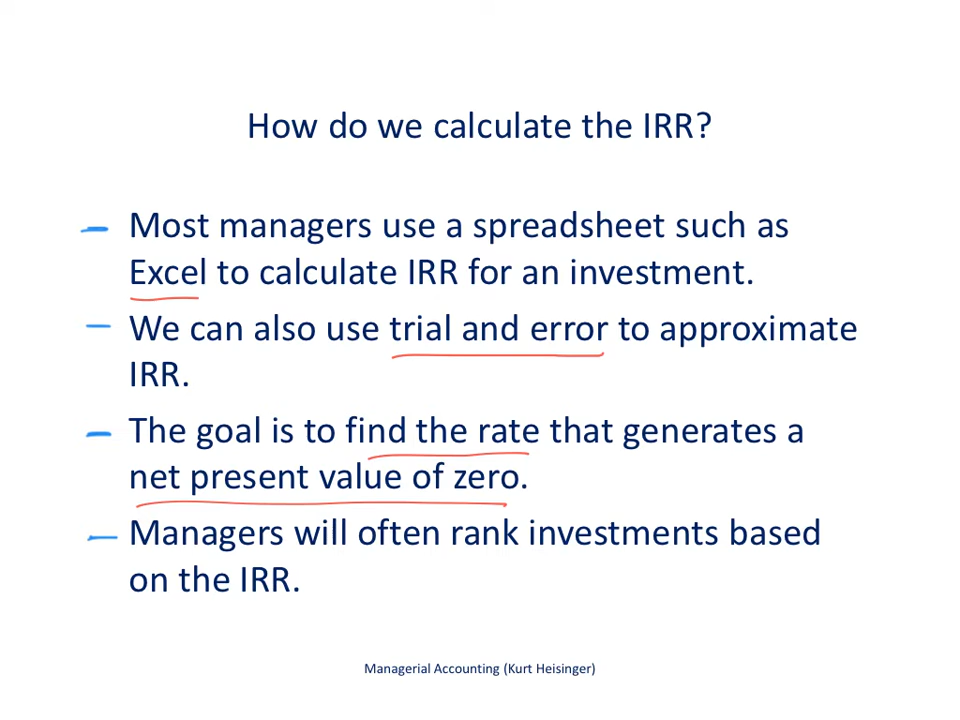 How do we calculate the IRR?
Most managers use a spreadsheet such as
Excel to calculate IRR for an investment.
We can also use trial and error to approximate
IRR.
The goal is to find the rate that generates a
net present value of zero.
Managers will often rank investments based
on the IRR.
Managerial Accounting (Kurt Heisinger)